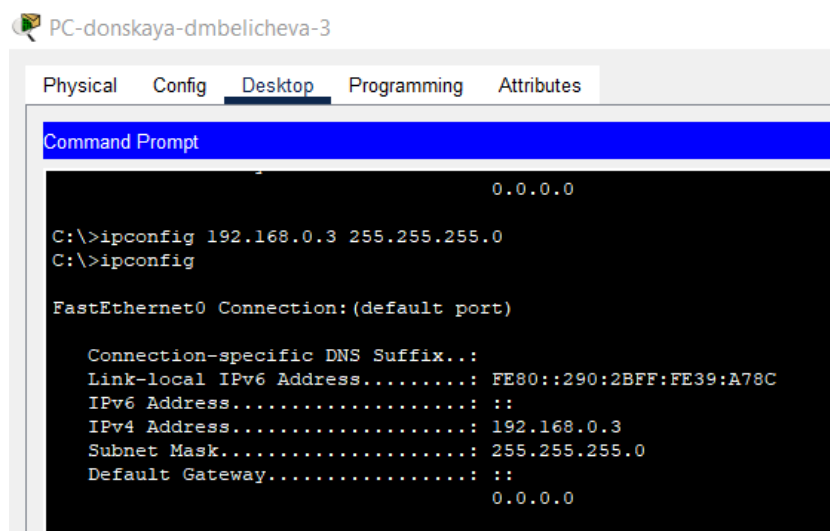 PC-donskaya-dmbelicheva-3
Physical Config Desktop Programming Attributes
Command Prompt
0.0.0.0
C:\>ipconfig 192.168.0.3 255.255.255.0
C:\>ipconfig
FastEthernet0 Connection:(default port)
Connection-specific DNS Suffix..:
Link-local IPv6 Address.........: FE80::290:2BFF:FE39:A78C
IPv6 Address....................: ::
IPv4 Address....................: 192.168.0.3
Subnet Mask.....................: 255.255.255.0
Default Gateway.................: ::
0.0.0.0